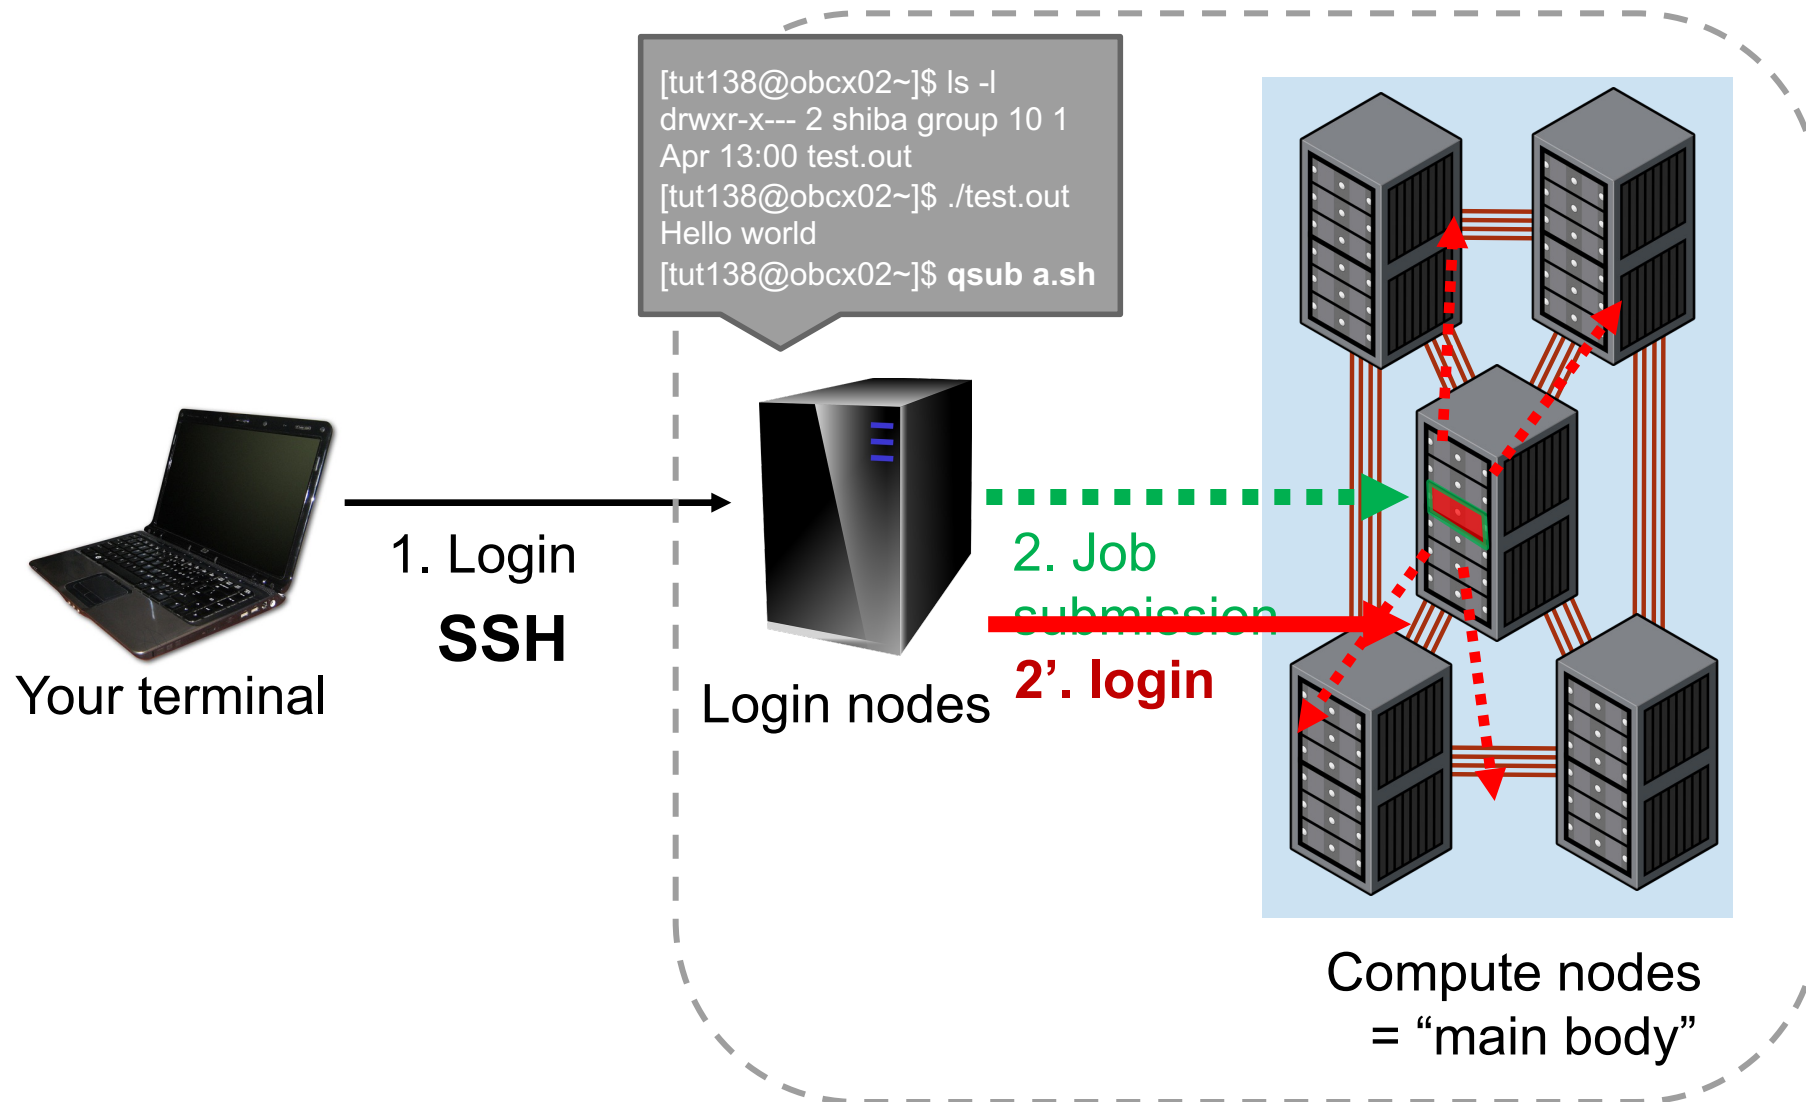 [tut138@obcx02~]$ ls -l
drwxr-x--- 2 shiba group 10 1
Apr 13:00 test.out
[tut138@obcx02~]$ ./test.out
Hello world
[tut138@obcx02~]$ qsub a.sh
1. Login
SSH
Your terminal
Login nodes
2. Job
submission
2’. login
Compute nodes
= “main body”